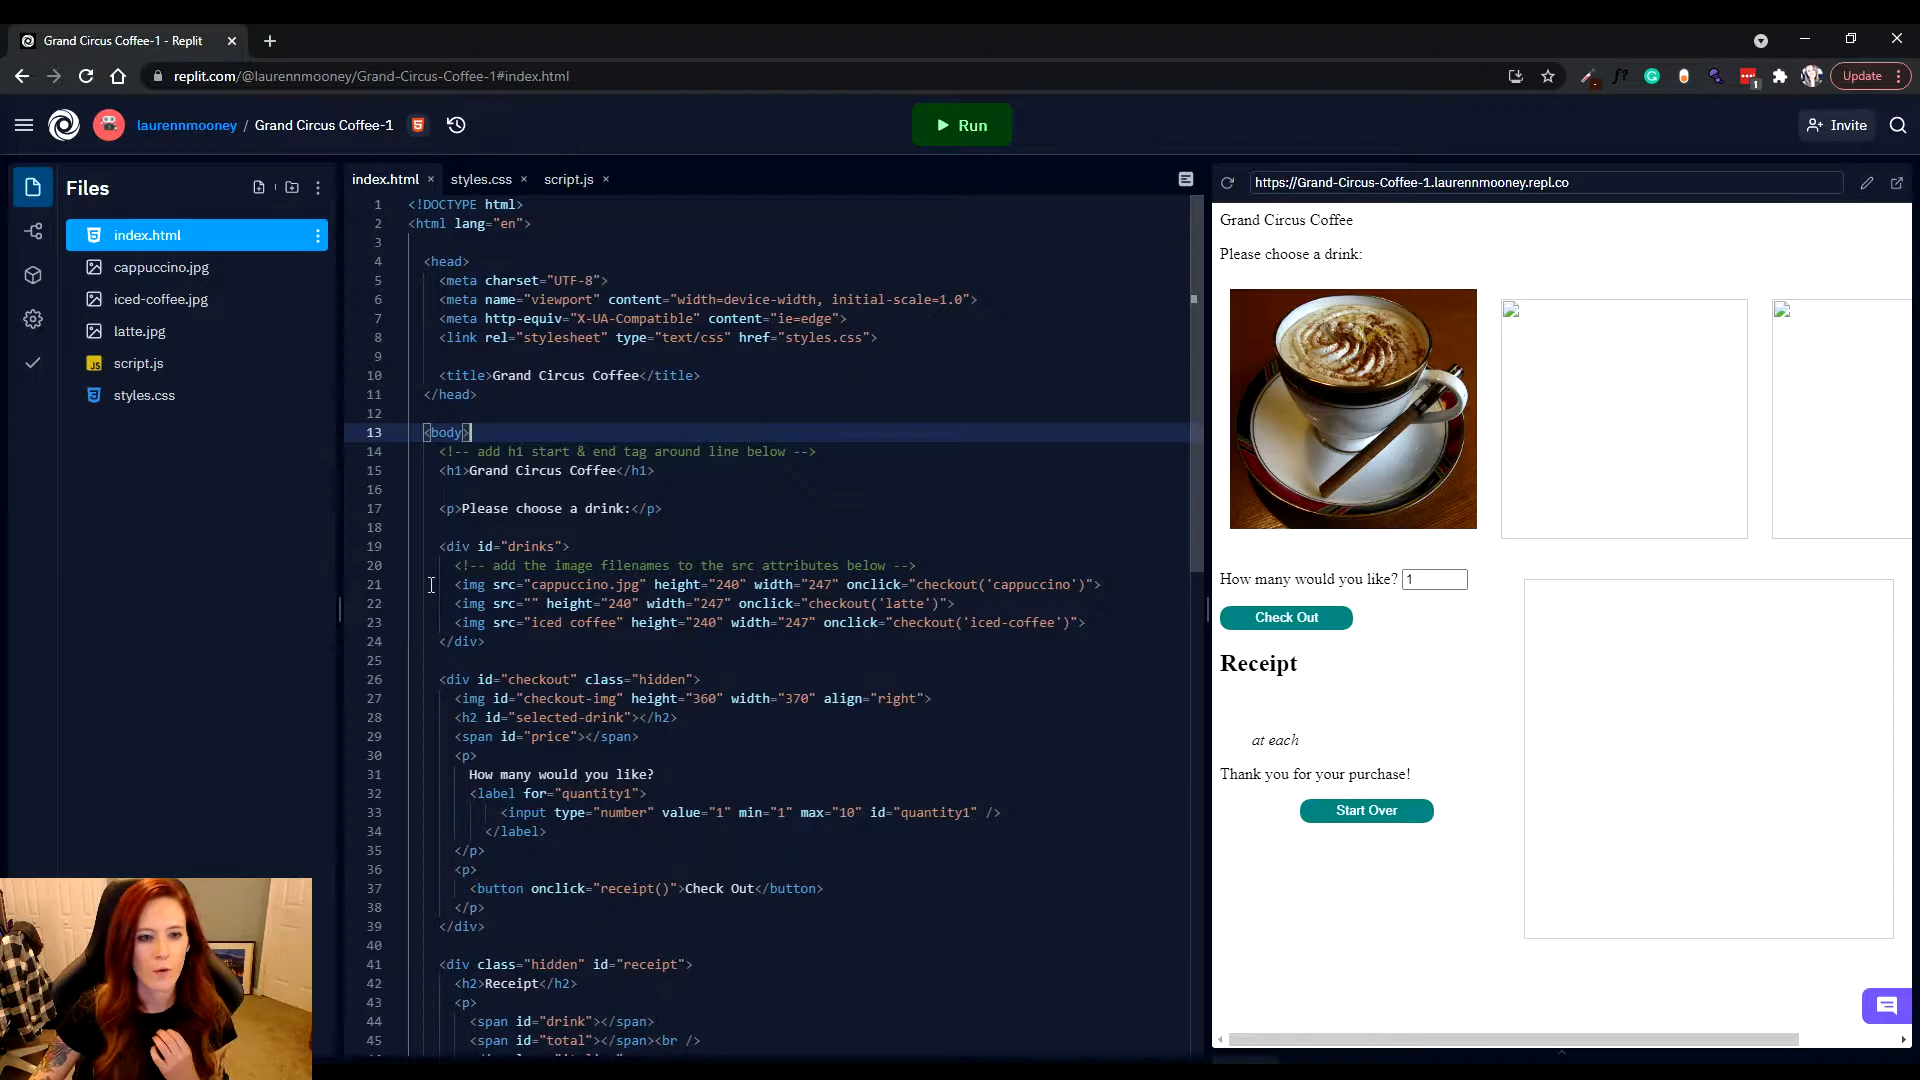 Grand Circus Coffee-1 - Replit
replit.com/@laurennmooney/Grand-Circus-Coffee-1#index.html
f?
1
Update
laurennmooney / Grand Circus Coffee-1
Run
Invite
Files
index.html
cappuccino.jpg
iced-coffee.jpg
latte.jpg
JS script.js
styles.css
index.html × styles.css × script.js ×
1 <!DOCTYPE html>
2 <html lang="en">
3
4 <head>
5 <meta charset="UTF-8">
6 <meta name="viewport" content="width=device-width, initial-scale=1.0">
7 <meta http-equiv="X-UA-Compatible" content="ie=edge">
8 <link rel="stylesheet" type="text/css" href="styles.css">
9
10 <title>Grand Circus Coffee</title>
11 </head>
12
13 <body>
14 <!-- add h1 start & end tag around line below -->
15 <h1>Grand Circus Coffee</h1>
16
17 <p>Please choose a drink:</p>
18
19 <div id="drinks">
20 <!-- add the image filenames to the src attributes below -->
21 <img src="cappuccino.jpg" height="240" width="247" onclick="checkout('cappuccino')">
22 <img src="" height="240" width="247" onclick="checkout('latte')">
23 <img src="iced coffee" height="240" width="247" onclick="checkout('iced-coffee')">
24 </div>
25
26 <div id="checkout" class="hidden">
27 <img id="checkout-img" height="360" width="370" align="right">
28 <h2 id="selected-drink"></h2>
29 <span id="price"></span>
30 <p>
31 How many would you like?
32 <label for="quantity1">
33 <input type="number" value="1" min="1" max="10" id="quantity1" />
34 </label>
35 </p>
36 <p>
37 <button onclick="receipt()">Check Out</button>
38 </p>
39 </div>
40
41 <div class="hidden" id="receipt">
42 <h2>Receipt</h2>
43 <p>
44 <span id="drink"></span>
45 <span id="total"></span><br />
https://Grand-Circus-Coffee-1.laurennmooney.repl.co
Grand Circus Coffee
Please choose a drink:
How many would you like? 1
Check Out
Receipt
at each
Thank you for your purchase!
Start Over